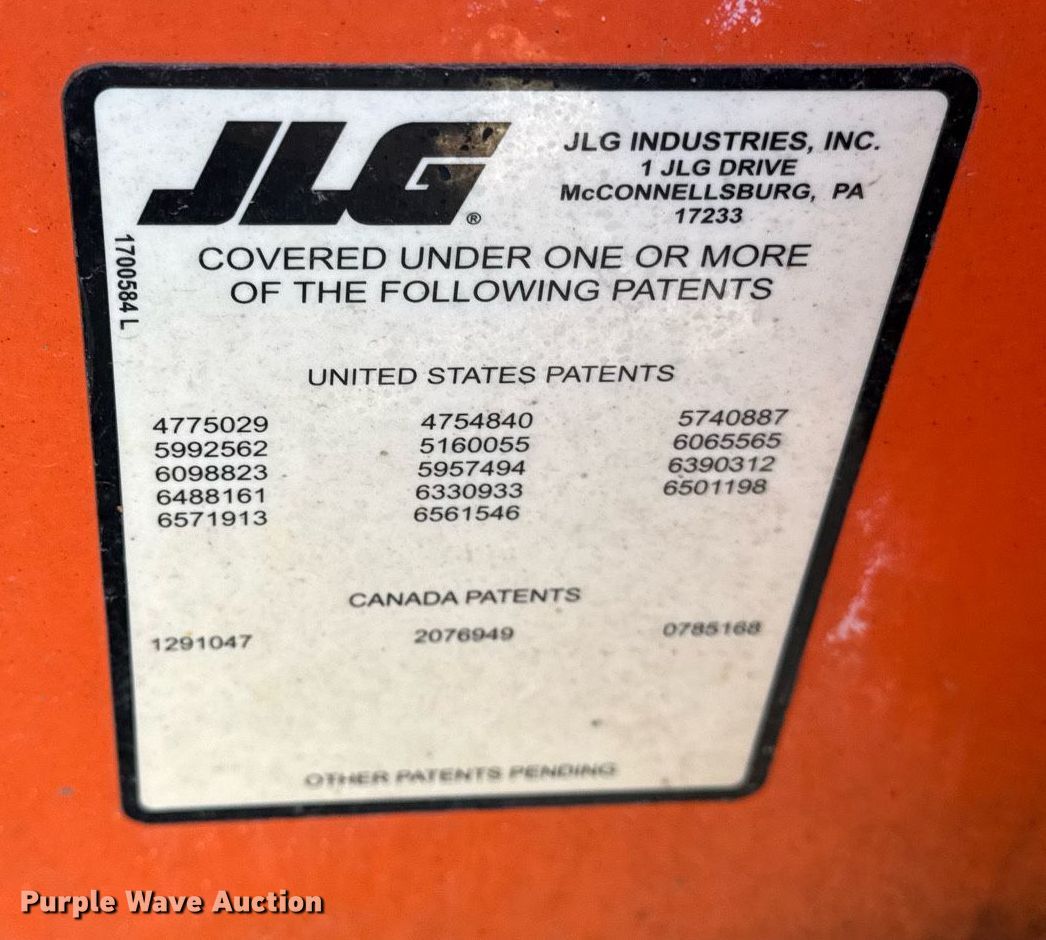 JLG®
JLG INDUSTRIES, INC.
1 JLG DRIVE
McCONNELLSBURG, PA
17233
1700584 L
COVERED UNDER ONE OR MORE
OF THE FOLLOWING PATENTS
UNITED STATES PATENTS
4775029 4754840 5740887
5992562 5160055 6065565
6098823 5957494 6390312
6488161 6330933 6501198
6571913 6561546
CANADA PATENTS
1291047 2076949 0785168
OTHER PATENTS PENDING
Purple Wave Auction